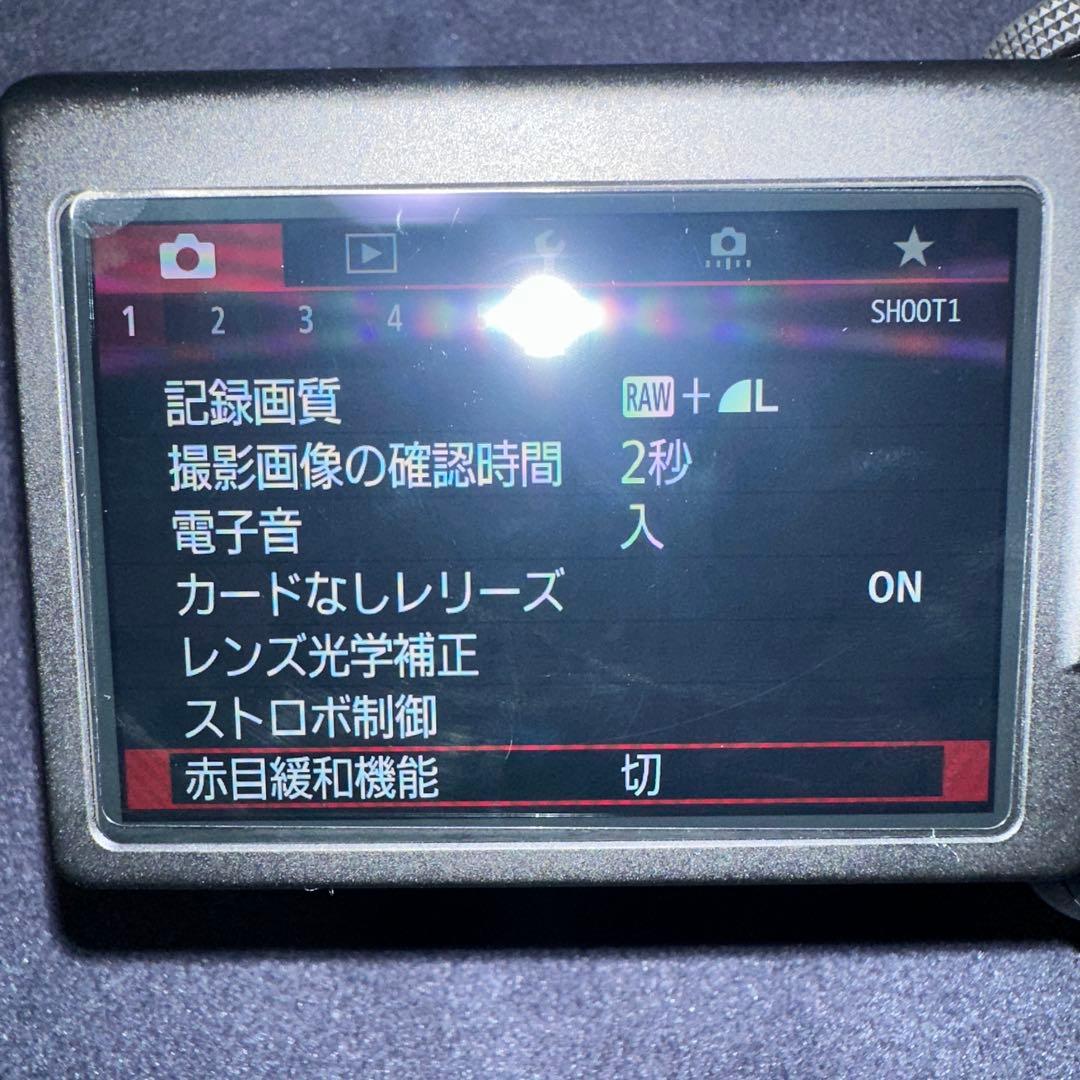 1 2 3 4 SHOOT1
記録画質 RAW+L
撮影画像の確認時間 2秒
電子音 入
カードなしレリーズ ON
レンズ光学補正
ストロボ制御
赤目緩和機能 切